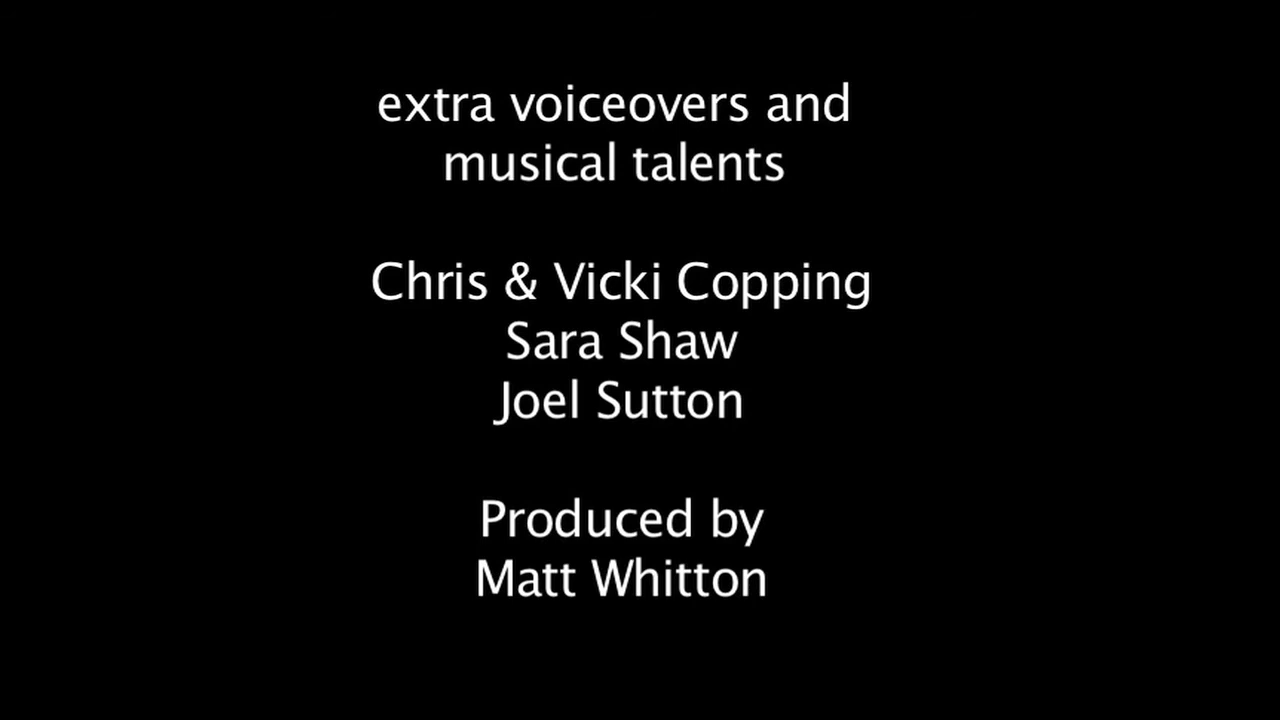 extra voiceovers and
musical talents
Chris & Vicki Copping
Sara Shaw
Joel Sutton
Produced by
Matt Whitton